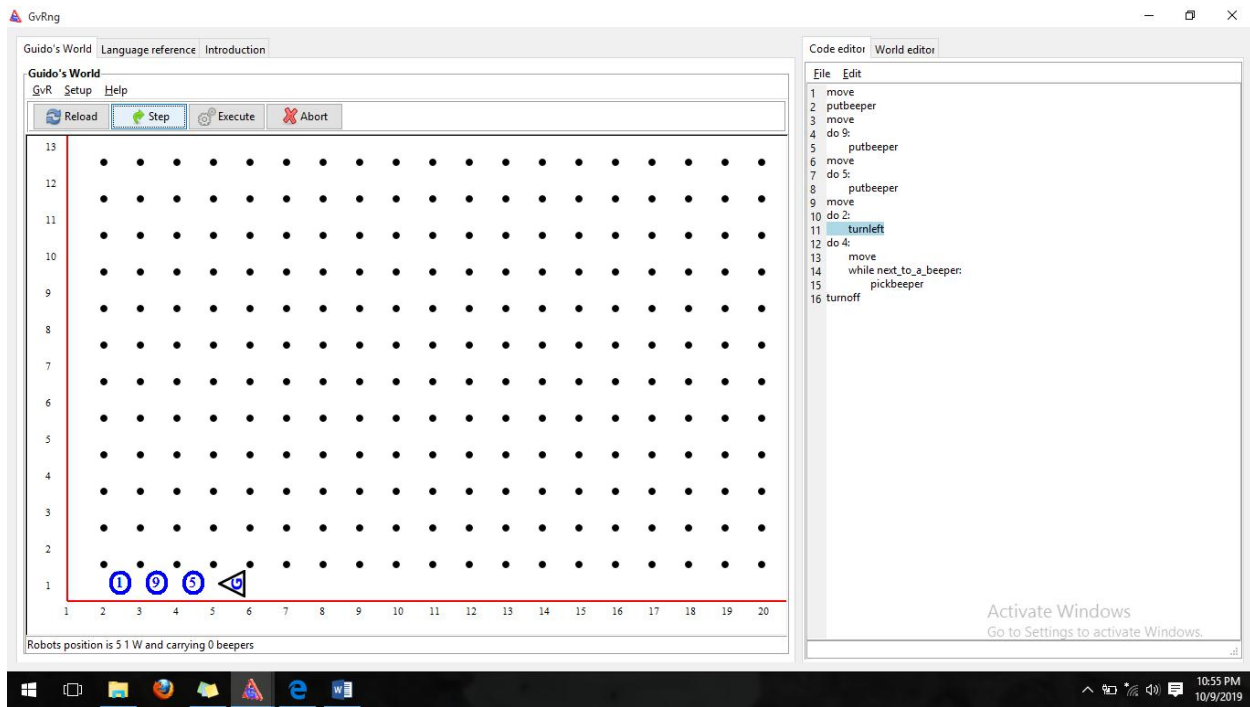 GvRng
Guido's World Language reference Introduction
Guido's World
GvR Setup Help
Reload Step Execute Abort
13
12
11
10
9
8
7
6
5
4
3
2
1
1 9 5 G
1 2 3 4 5 6 7 8 9 10 11 12 13 14 15 16 17 18 19 20
Robots position is 5 1 W and carrying 0 beepers
Code editor World editor
File Edit
1 move
2 putbeeper
3 move
4 do 9:
5 putbeeper
6 move
7 do 5:
8 putbeeper
9 move
10 do 2:
11 turnleft
12 do 4:
13 move
14 while next_to_a_beeper:
15 pickbeeper
16 turnoff
Activate Windows
Go to Settings to activate Windows.
10:55 PM
10/9/2019